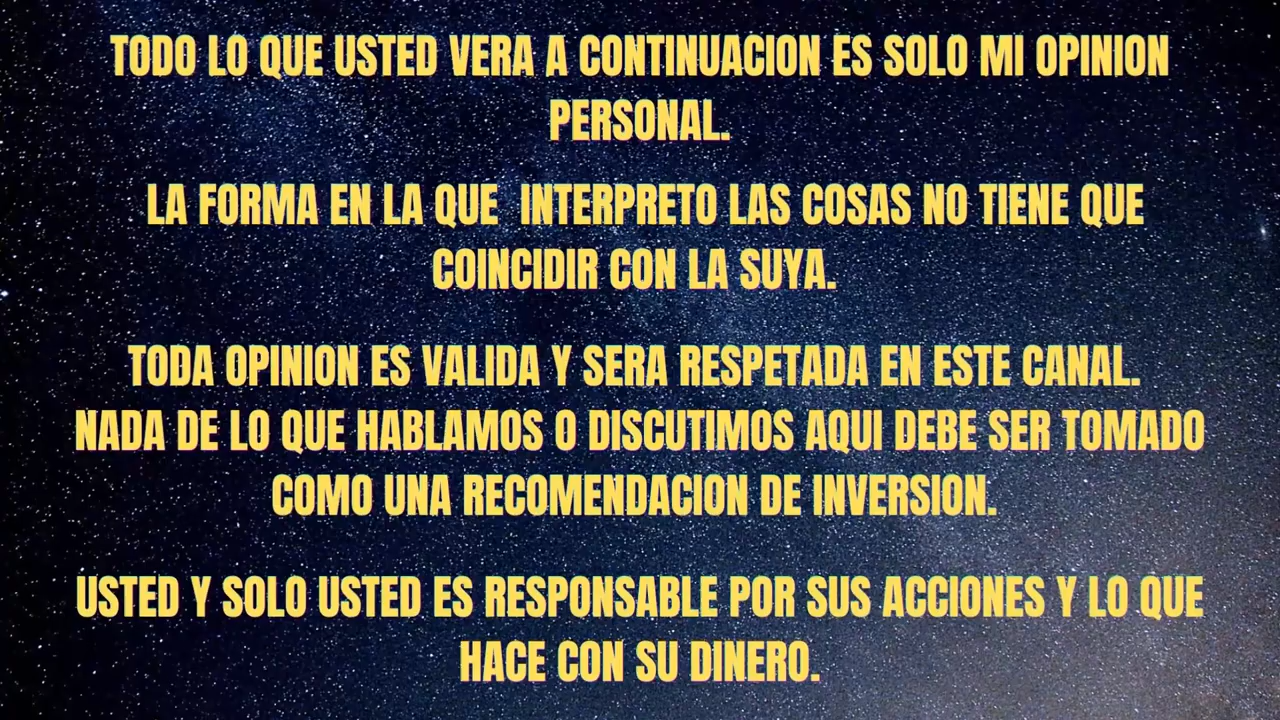 TODO LO QUE USTED VERA A CONTINUACION ES SOLO MI OPINION
PERSONAL.
LA FORMA EN LA QUE INTERPRETO LAS COSAS NO TIENE QUE
COINCIDIR CON LA SUYA.
TODA OPINION ES VALIDA Y SERA RESPETADA EN ESTE CANAL.
NADA DE LO QUE HABLAMOS O DISCUTIMOS AQUI DEBE SER TOMADO
COMO UNA RECOMENDACION DE INVERSION.
USTED Y SOLO USTED ES RESPONSABLE POR SUS ACCIONES Y LO QUE
HACE CON SU DINERO.